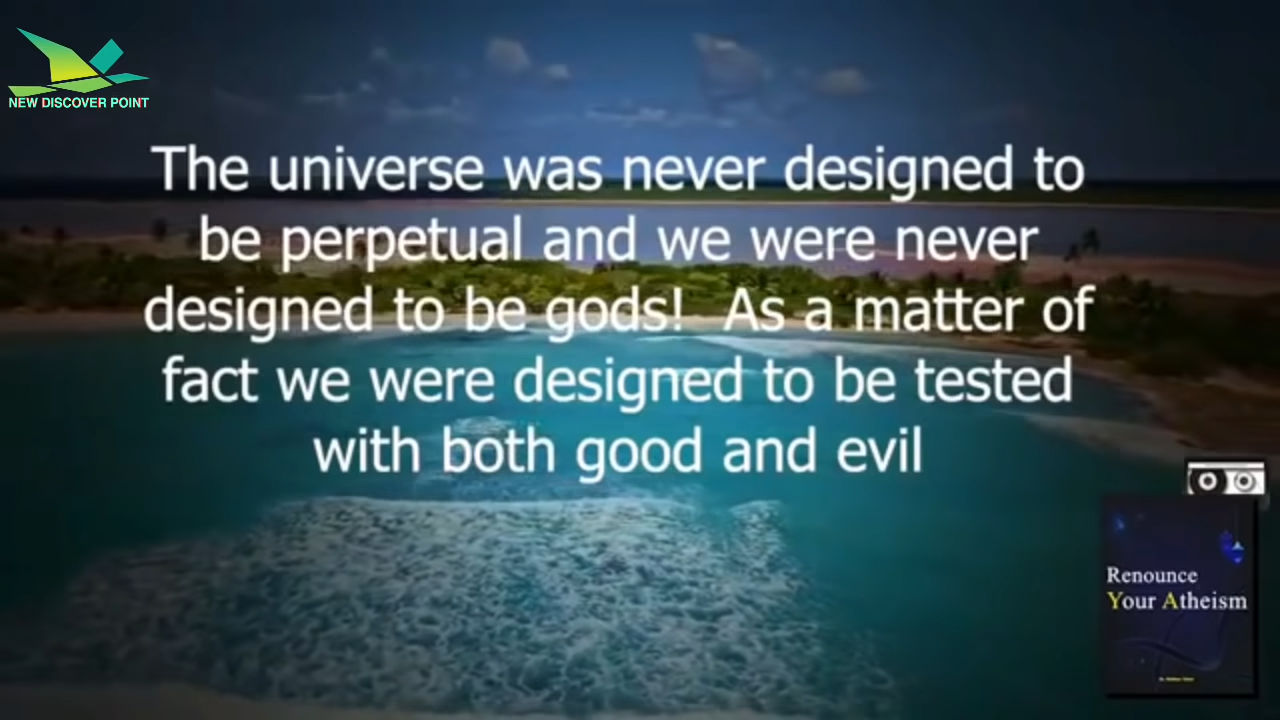 NEW DISCOVER POINT
The universe was never designed to
be perpetual and we were never
designed to be gods!  As a matter of
fact we were designed to be tested
with both good and evil
Renounce
Your Atheism